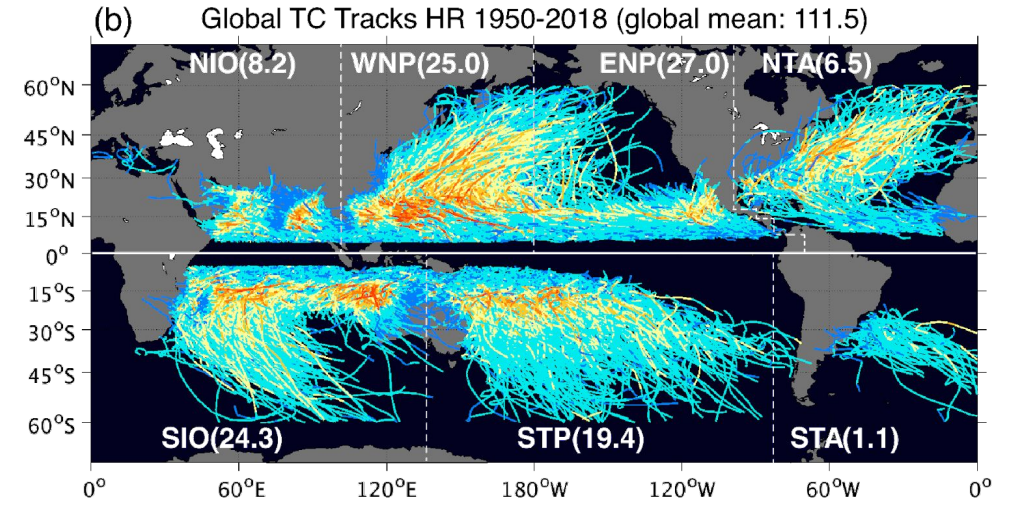 (b) Global TC Tracks HR 1950-2018 (global mean: 111.5)
NIO(8.2) WNP(25.0) ENP(27.0) NTA(6.5)
60°N
45°N
30°N
15°N
0°
15°S
30°S
45°S
60°S
SIO(24.3) STP(19.4) STA(1.1)
0° 60°E 120°E 180°W 120°W 60°W 0°